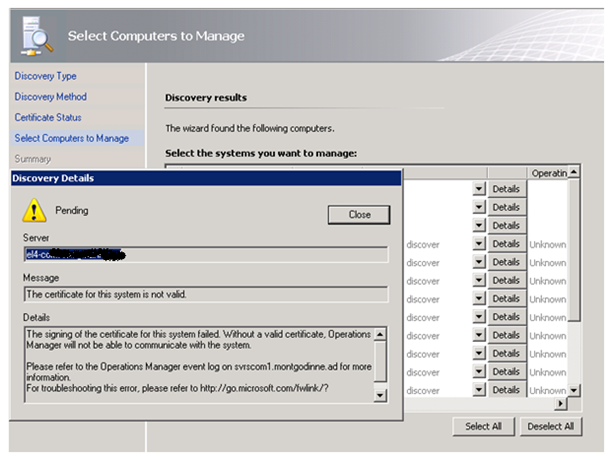 Select Computers to Manage
Discovery Type
Discovery Method
Certificate Status
Select Computers to Manage
Summary
Discovery results
The wizard found the following computers.
Select the systems you want to manage:
Operatin
Details
Details
Details
discover Details Unknown
discover Details Unknown
discover Details Unknown
discover Details Unknown
discover Details Unknown
discover Details Unknown
discover Details Unknown
discover Details Unknown
discover Details Unknown
Select All
Deselect All
Discovery Details
Pending
Close
Server
Message
The certificate for this system is not valid.
Details
The signing of the certificate for this system failed. Without a valid certificate, Operations
Manager will not be able to communicate with the system.
Please refer to the Operations Manager event log on svrscom1.montgodinne.ad for more
information.
For troubleshooting this error, please refer to http://go.microsoft.com/fwlink/?